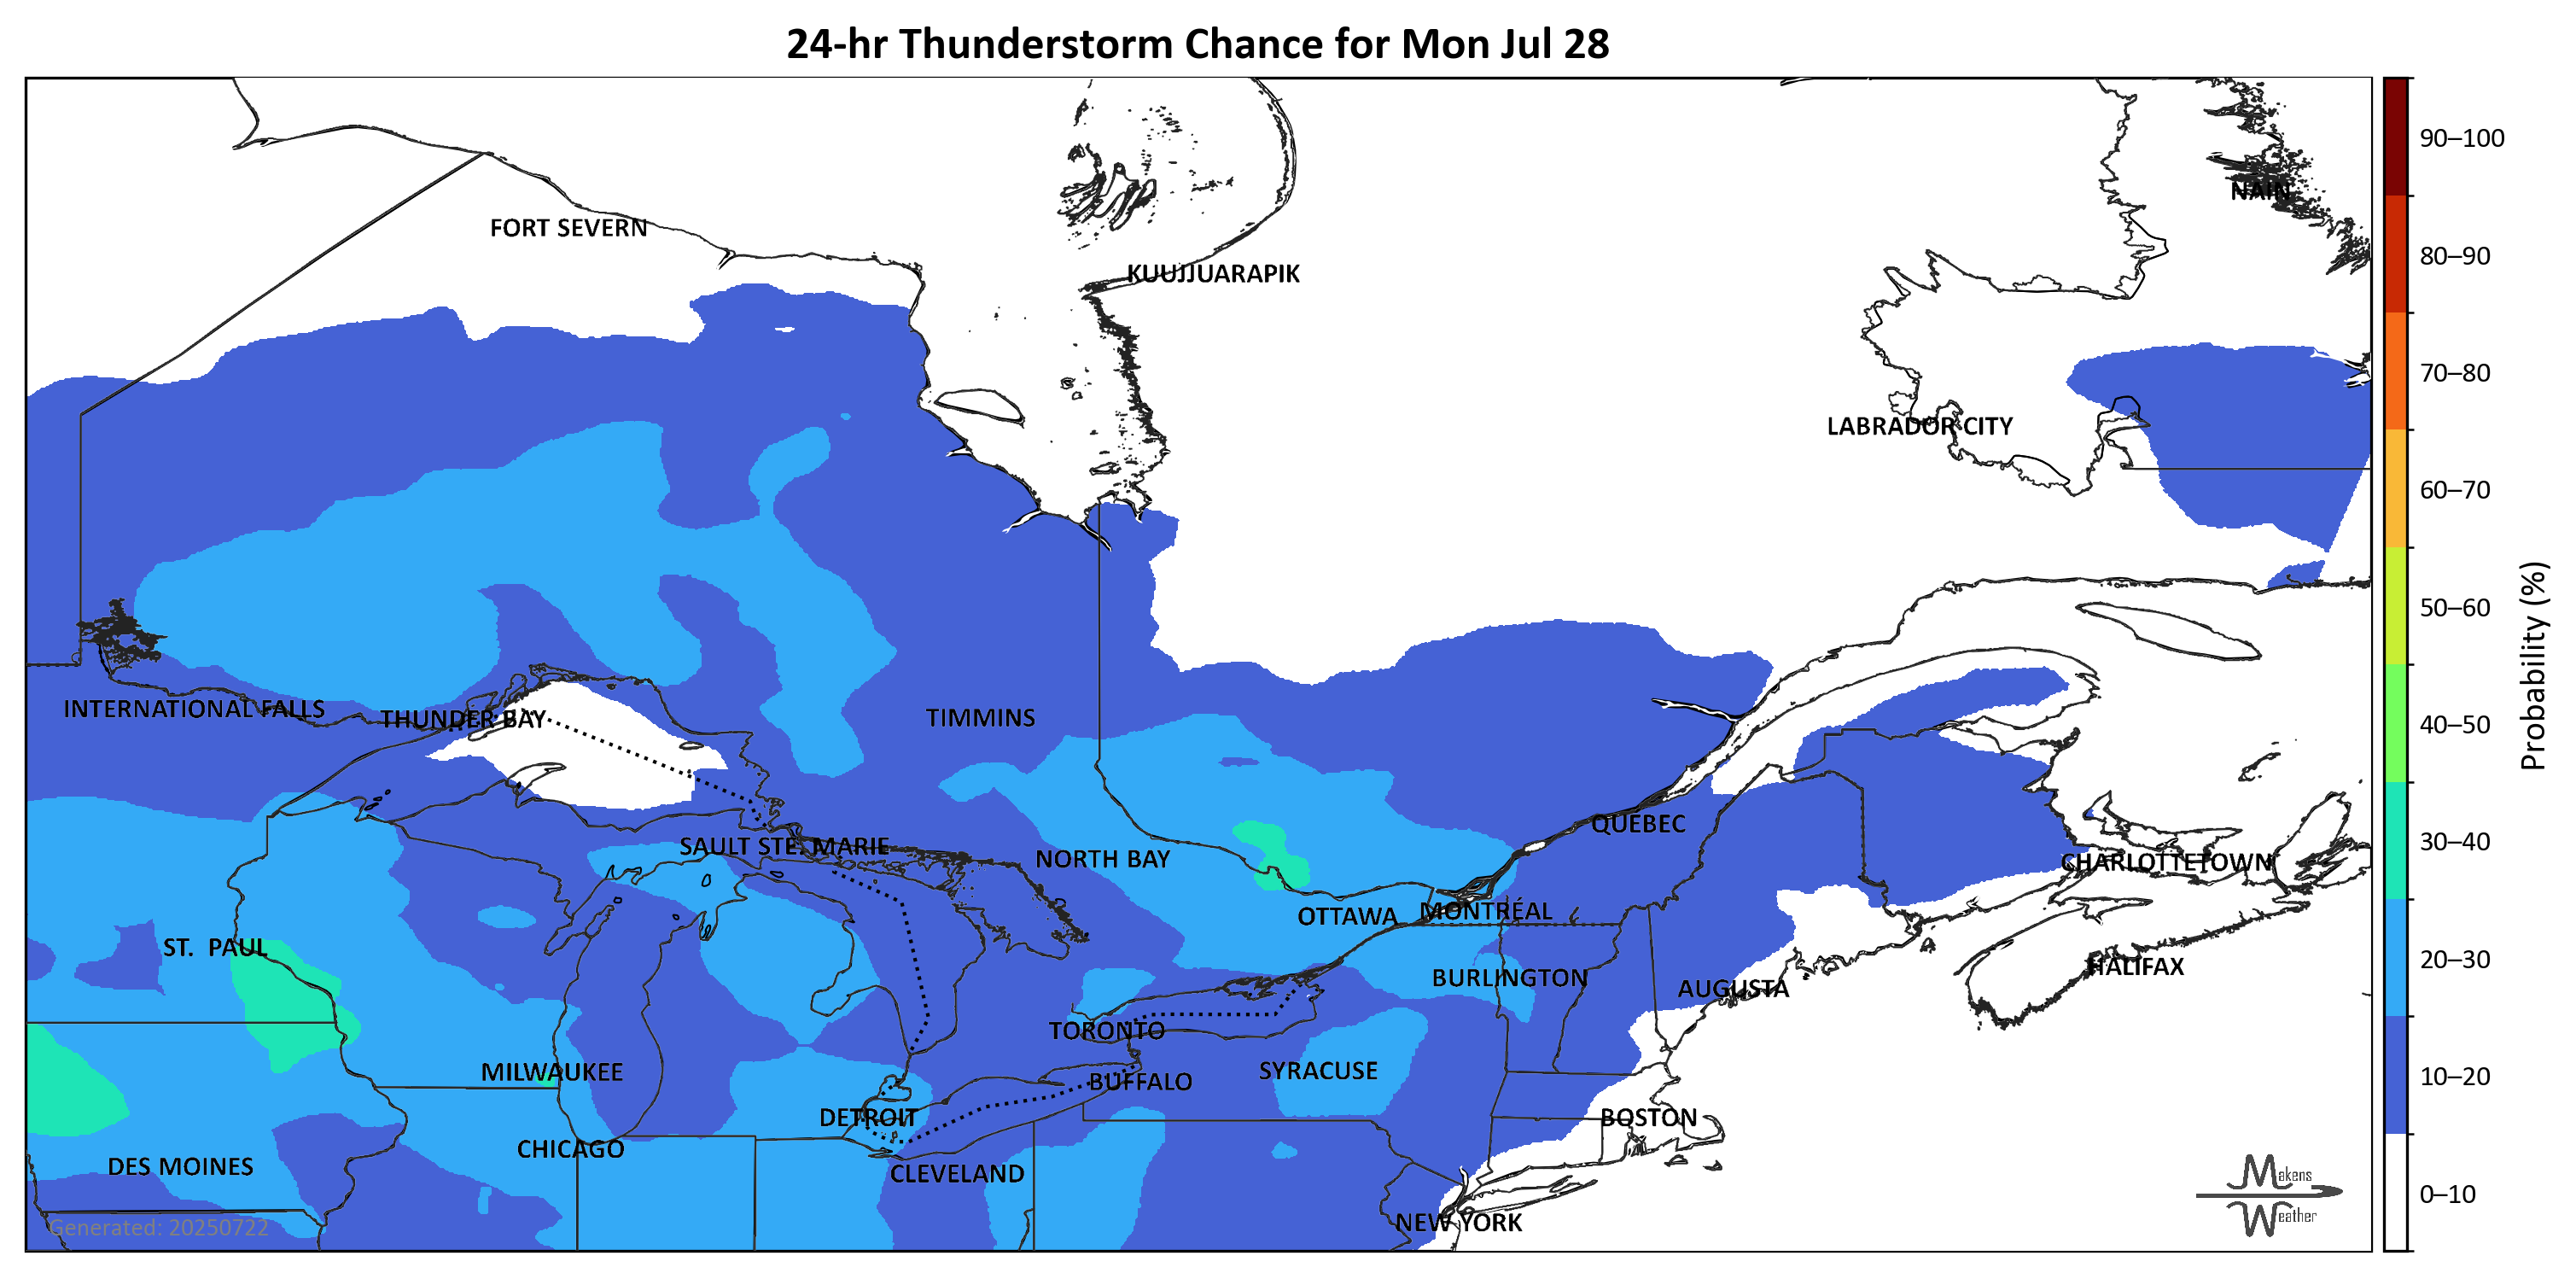 24-hr Thunderstorm Chance for Mon Jul 28
NAIN
FORT SEVERN
KUUJJUARAPIK
LABRADOR CITY
INTERNATIONAL FALLS
THUNDER BAY
TIMMINS
QUEBEC
SAULT STE. MARIE
NORTH BAY
CHARLOTTETOWN
OTTAWA
MONTRÉAL
ST. PAUL
HALIFAX
BURLINGTON
AUGUSTA
TORONTO
MILWAUKEE
SYRACUSE
BUFFALO
DETROIT
BOSTON
CHICAGO
DES MOINES
CLEVELAND
NEW YORK
Generated: 20250722
Makens
Weather
90–100
80–90
70–80
60–70
50–60
40–50
30–40
20–30
10–20
0–10
Probability (%)